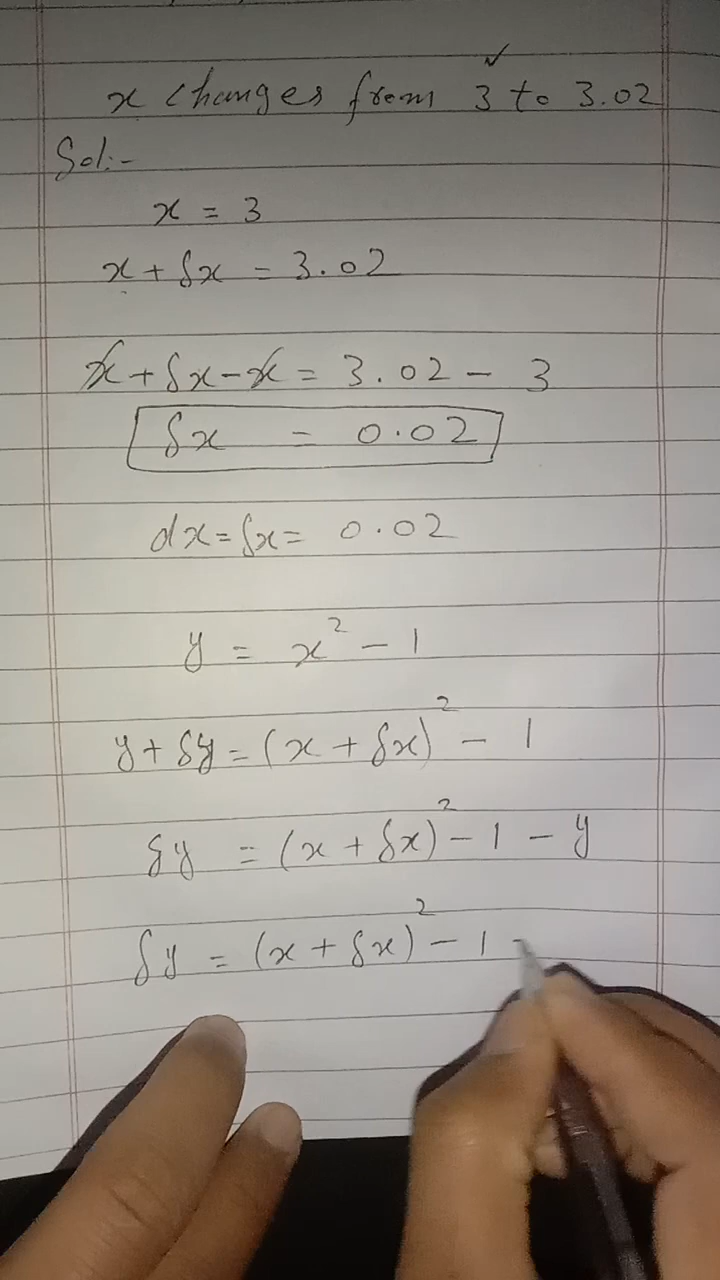 x changes from 3 to 3.02
Sol:-
x = 3
x + δx = 3.02
x + δx - x = 3.02 - 3
δx = 0.02
dx = δx = 0.02
y = x² - 1
y + δy = (x + δx)² - 1
δy = (x + δx)² - 1 - y
δy = (x + δx)² - 1 -